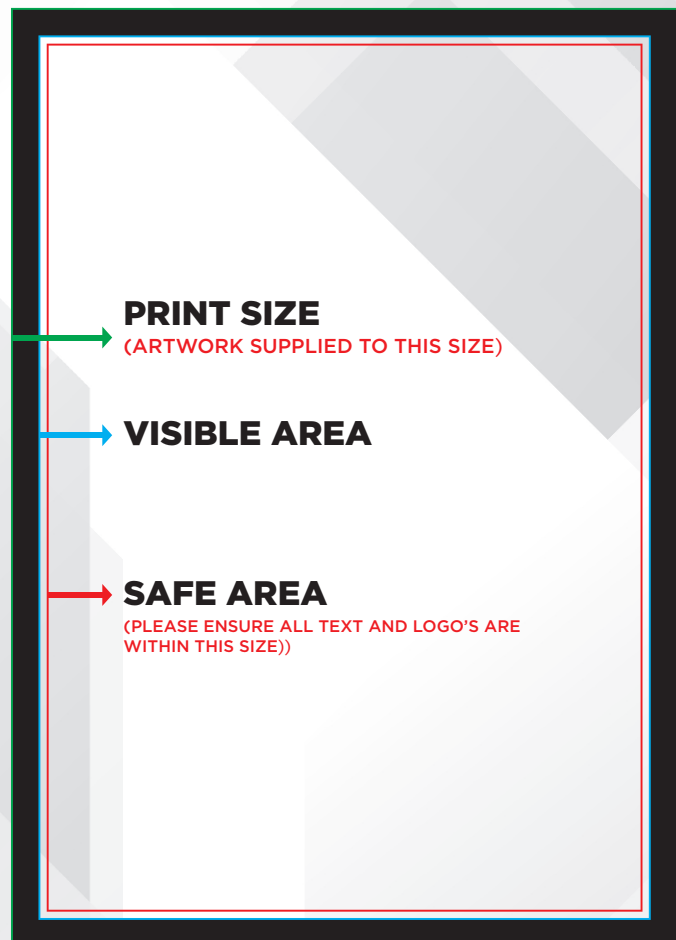 PRINT SIZE
(ARTWORK SUPPLIED TO THIS SIZE)
VISIBLE AREA
SAFE AREA
(PLEASE ENSURE ALL TEXT AND LOGO’S ARE
WITHIN THIS SIZE))